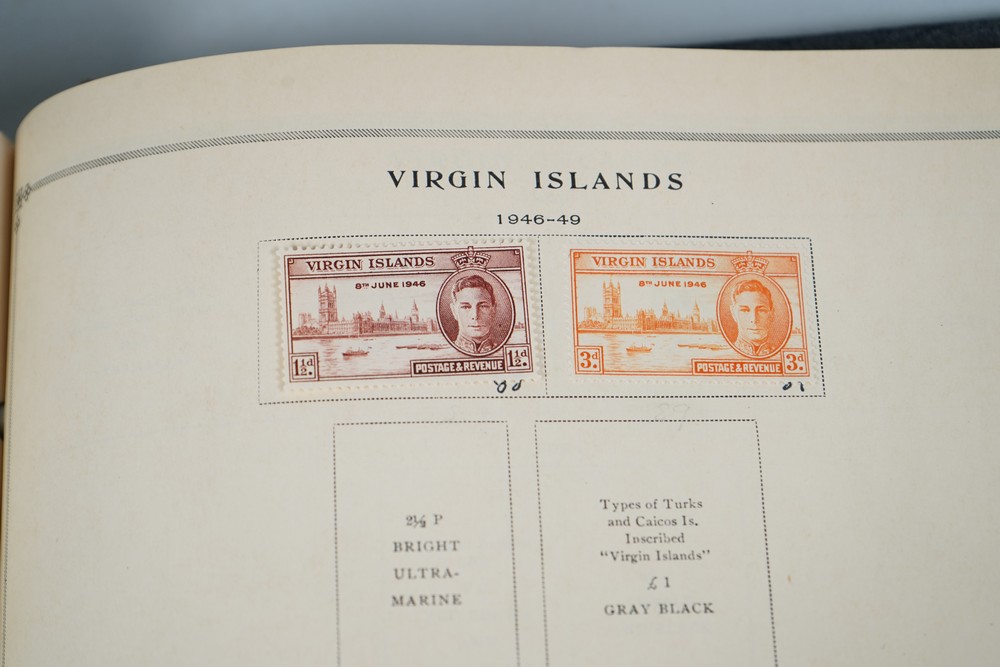 VIRGIN ISLANDS
1946-49
VIRGIN ISLANDS
8TH JUNE 1946
1½d.
1½d.
POSTAGE & REVENUE
VIRGIN ISLANDS
8TH JUNE 1946
3d.
POSTAGE & REVENUE
3d.
2½ P
BRIGHT
ULTRA-
MARINE
Types of Turks
and Caicos Is.
Inscribed
"Virgin Islands"
£ 1
GRAY BLACK